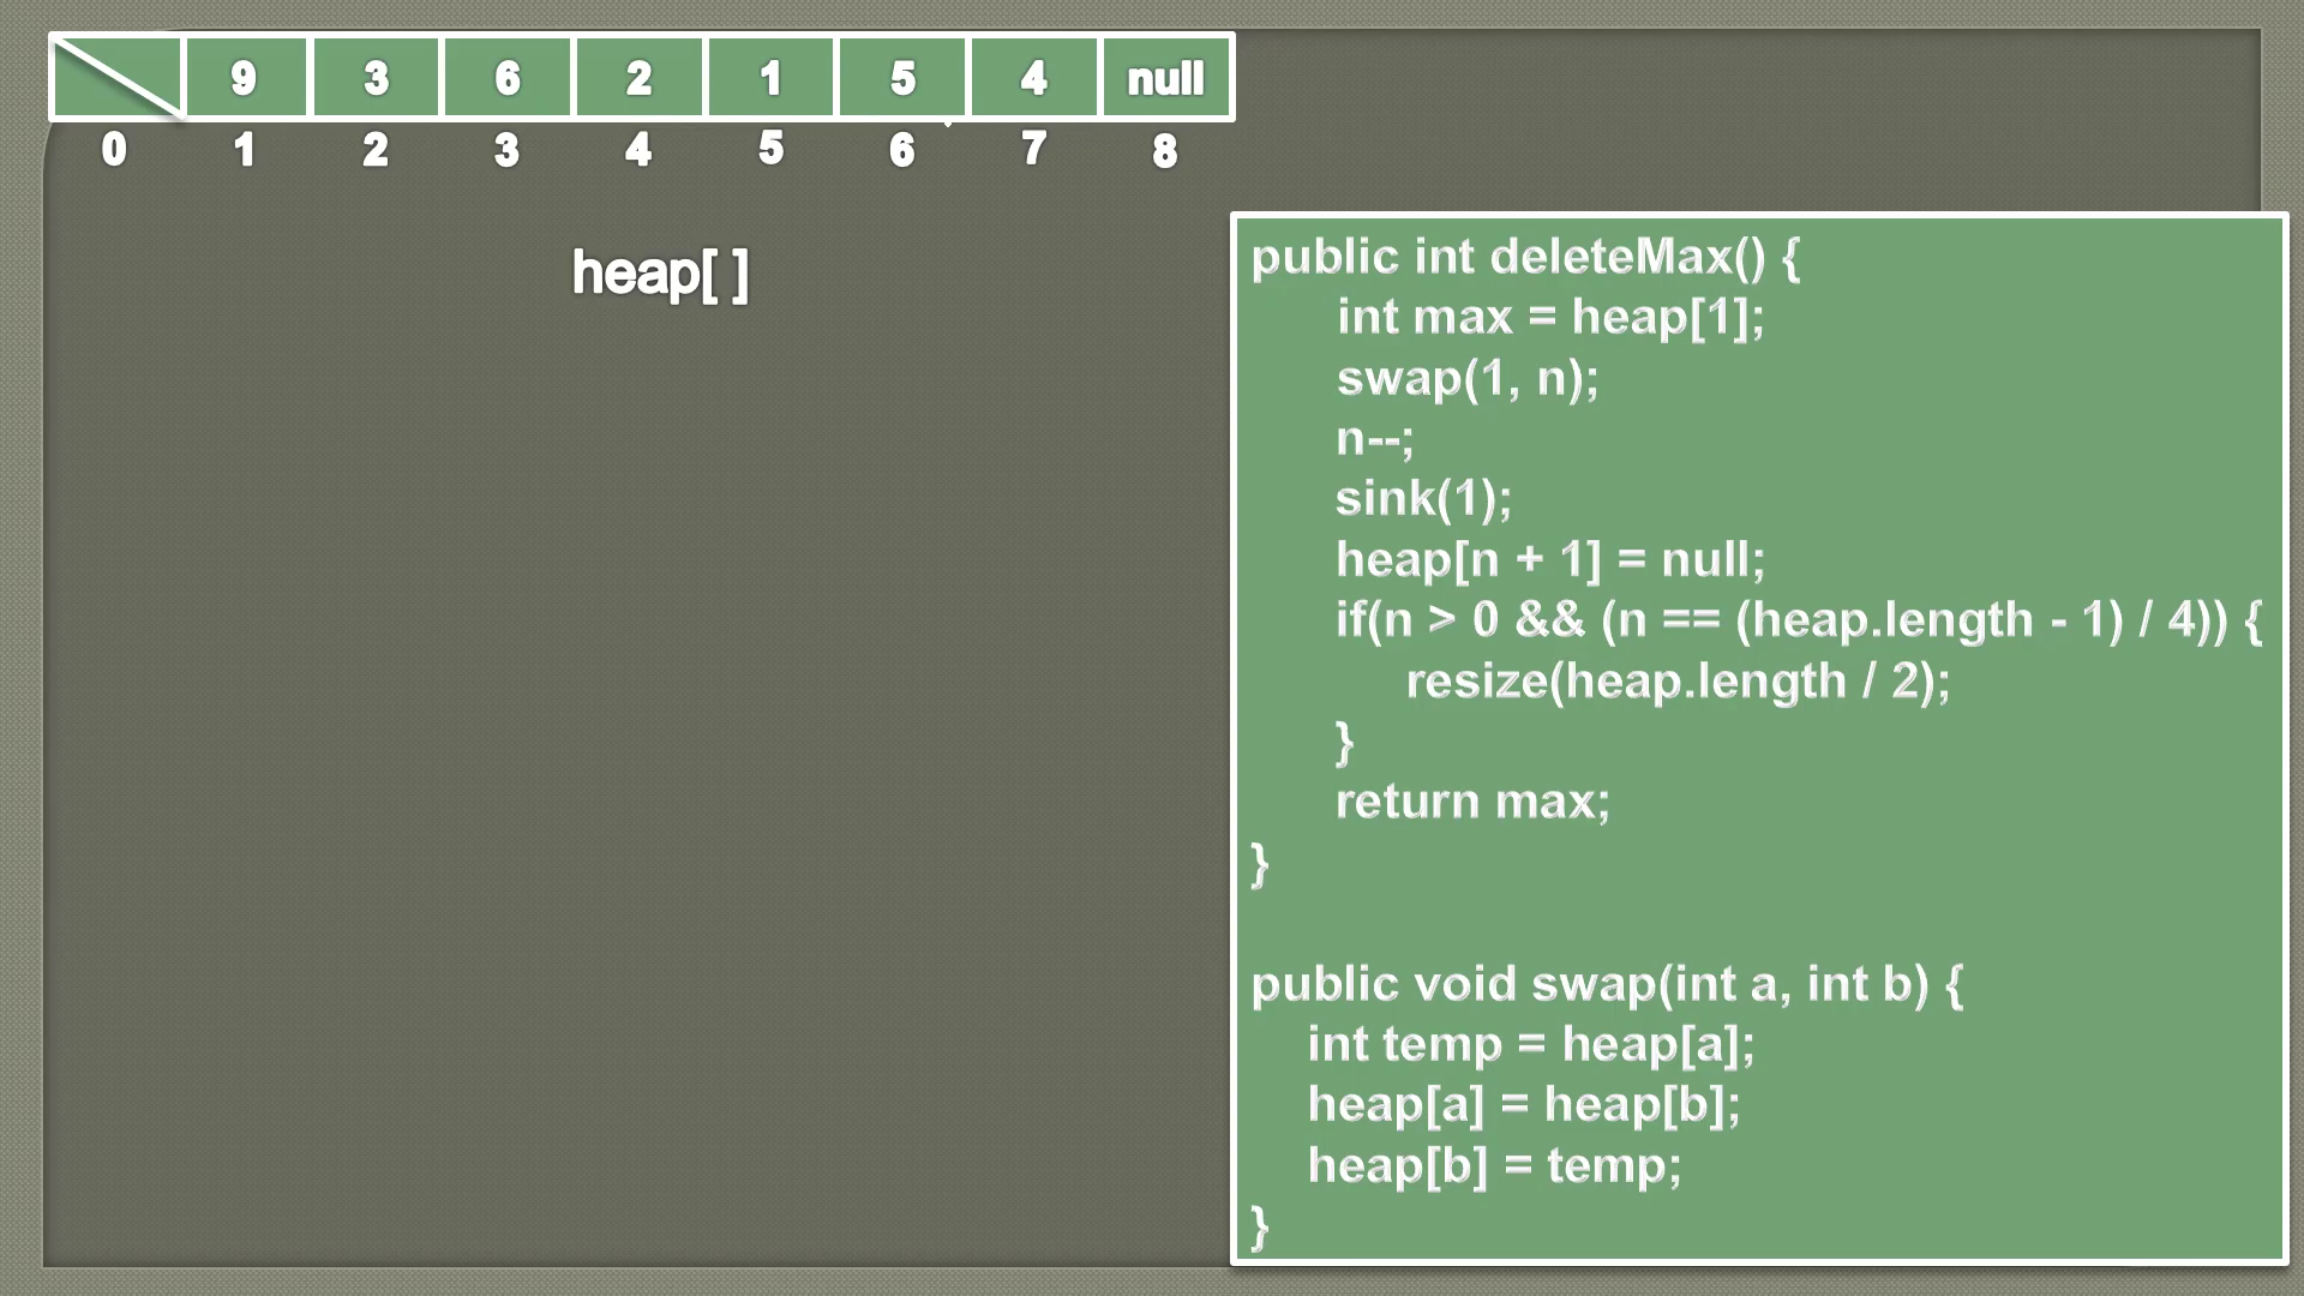 9 3 6 2 1 5 4 null
0 1 2 3 4 5 6 7 8
heap[ ]
public int deleteMax() {
int max = heap[1];
swap(1, n);
n--;
sink(1);
heap[n + 1] = null;
if(n > 0 && (n == (heap.length - 1) / 4)) {
resize(heap.length / 2);
}
return max;
}
public void swap(int a, int b) {
int temp = heap[a];
heap[a] = heap[b];
heap[b] = temp;
}